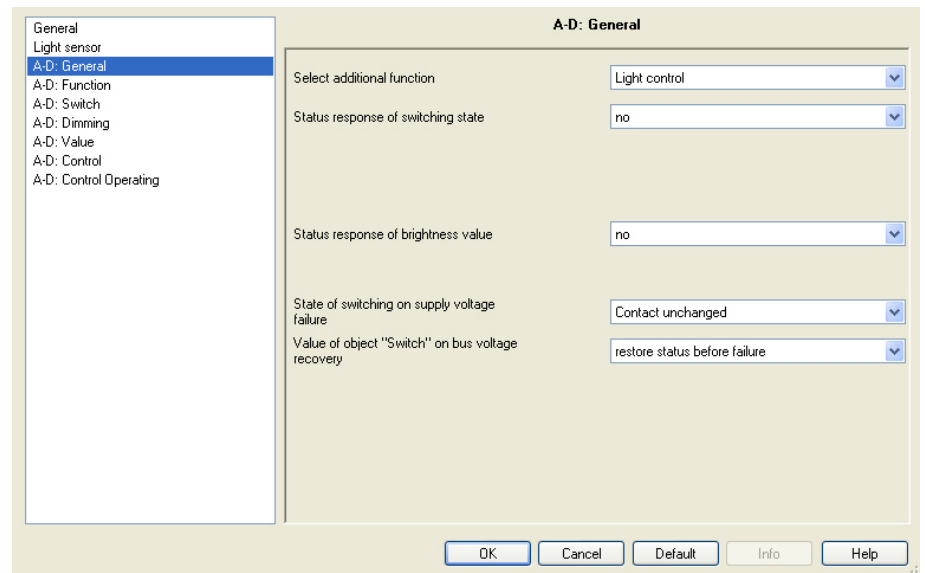 General
Light sensor
A-D: General
A-D: Function
A-D: Switch
A-D: Dimming
A-D: Value
A-D: Control
A-D: Control Operating
A-D: General
Select additional function
Light control
Status response of switching state
no
Status response of brightness value
no
State of switching on supply voltage
failure
Contact unchanged
Value of object "Switch" on bus voltage
recovery
restore status before failure
OK
Cancel
Default
Info
Help